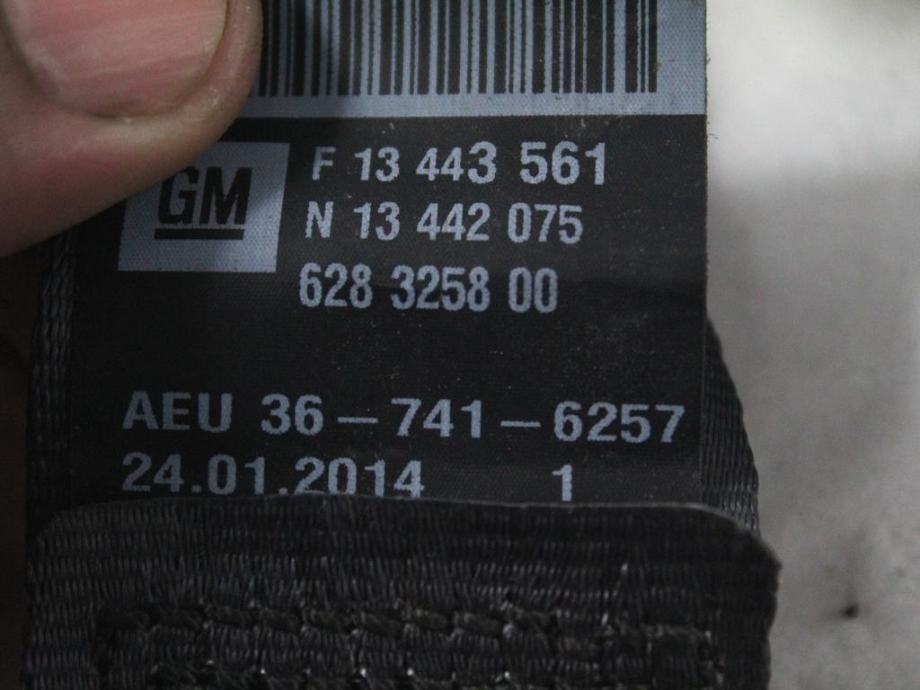 GM
F 13 443 561
N 13 442 075
628 3258 00
AEU 36-741-6257
24.01.2014 1